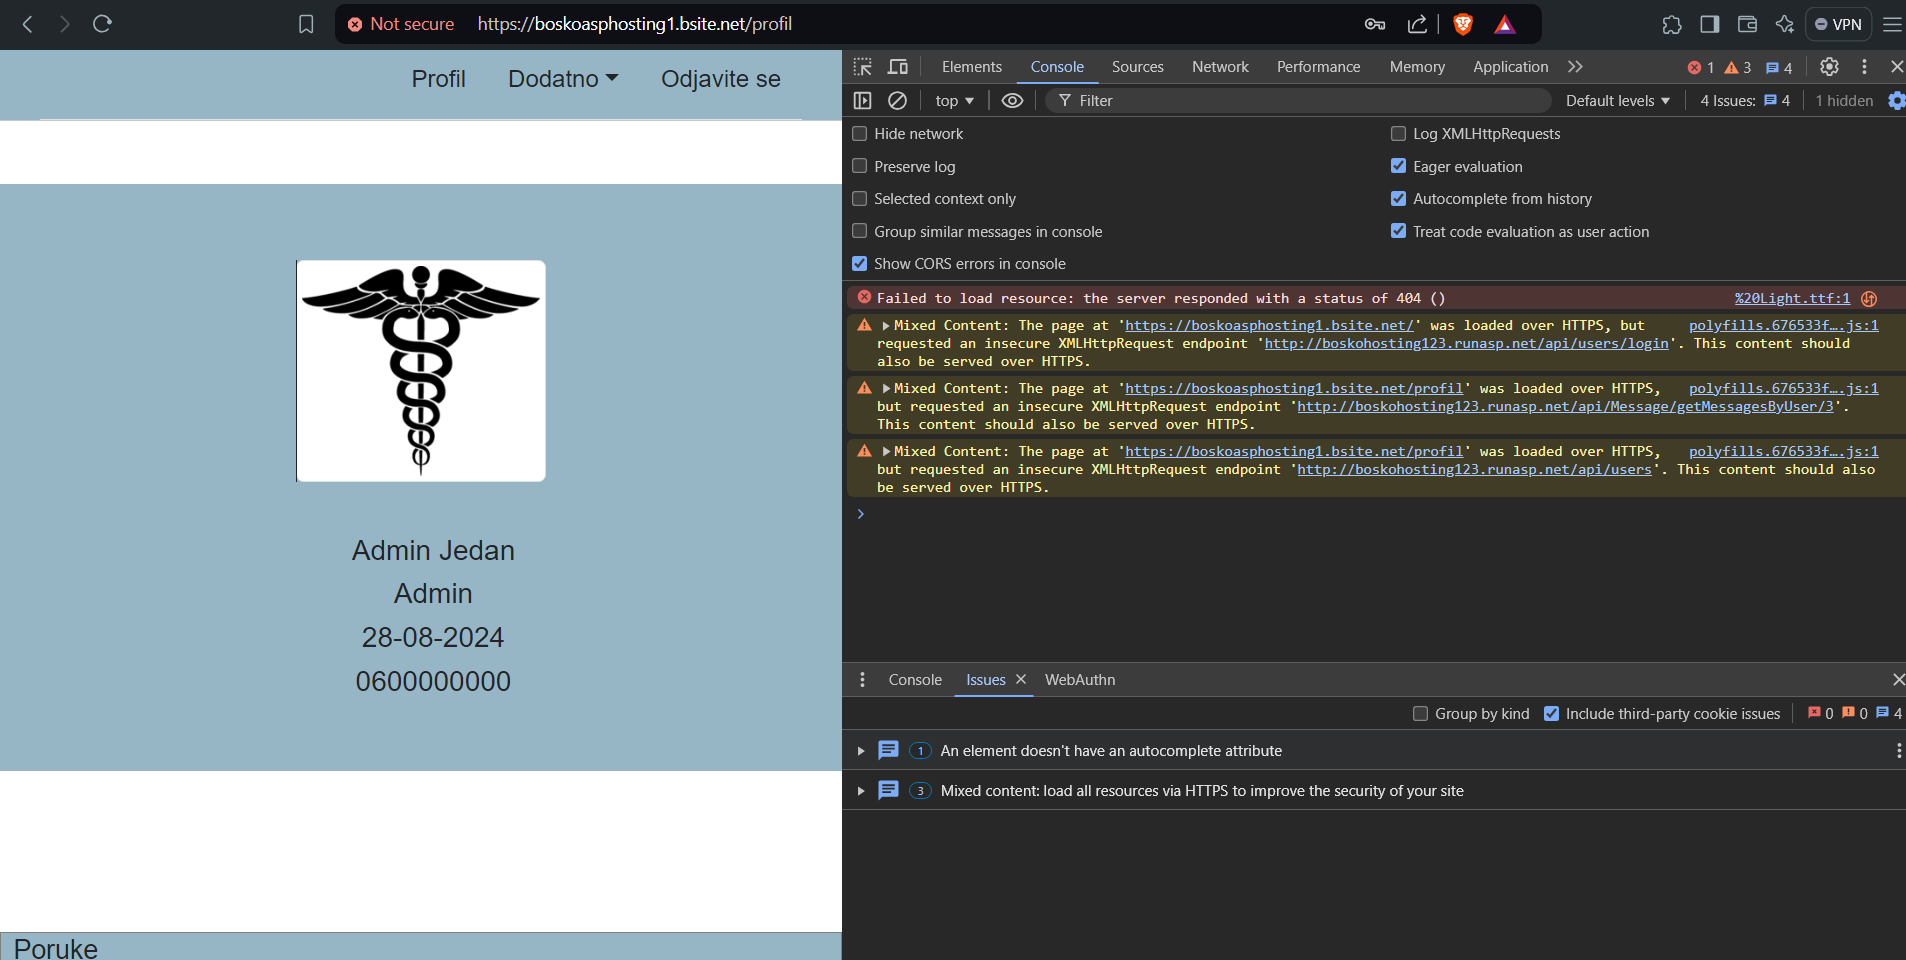 Not secure https://boskoasphosting1.bsite.net/profil VPN
Profil Dodatno Odjavite se
Admin Jedan
Admin
28-08-2024
0600000000
Poruke
Elements Console Sources Network Performance Memory Application 1 3 4
top Filter Default levels 4 Issues: 4 1 hidden
Hide network Log XMLHttpRequests
Preserve log Eager evaluation
Selected context only Autocomplete from history
Group similar messages in console Treat code evaluation as user action
Show CORS errors in console
Failed to load resource: the server responded with a status of 404 () %20Light.ttf:1
Mixed Content: The page at 'https://boskoasphosting1.bsite.net/' was loaded over HTTPS, but polyfills.676533f….js:1
requested an insecure XMLHttpRequest endpoint 'http://boskohosting123.runasp.net/api/users/login'. This content should
also be served over HTTPS.
Mixed Content: The page at 'https://boskoasphosting1.bsite.net/profil' was loaded over HTTPS, polyfills.676533f….js:1
but requested an insecure XMLHttpRequest endpoint 'http://boskohosting123.runasp.net/api/Message/getMessagesByUser/3'.
This content should also be served over HTTPS.
Mixed Content: The page at 'https://boskoasphosting1.bsite.net/profil' was loaded over HTTPS, polyfills.676533f….js:1
but requested an insecure XMLHttpRequest endpoint 'http://boskohosting123.runasp.net/api/users'. This content should also
be served over HTTPS.
Console Issues WebAuthn
Group by kind Include third-party cookie issues 0 0 4
1 An element doesn't have an autocomplete attribute
3 Mixed content: load all resources via HTTPS to improve the security of your site